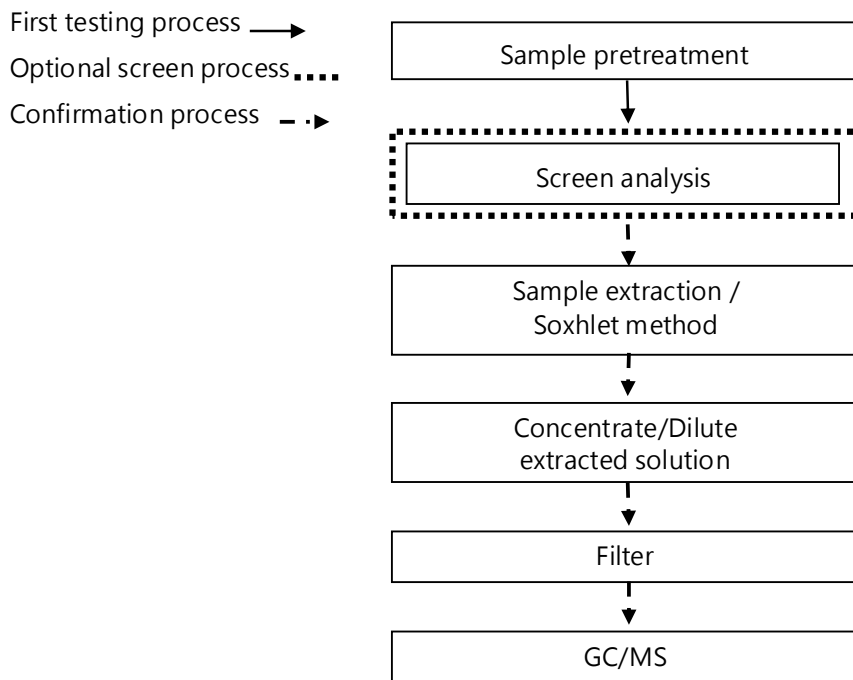 First testing process
Optional screen process
Confirmation process
Sample pretreatment
Screen analysis
Sample extraction /
Soxhlet method
Concentrate/Dilute
extracted solution
Filter
GC/MS